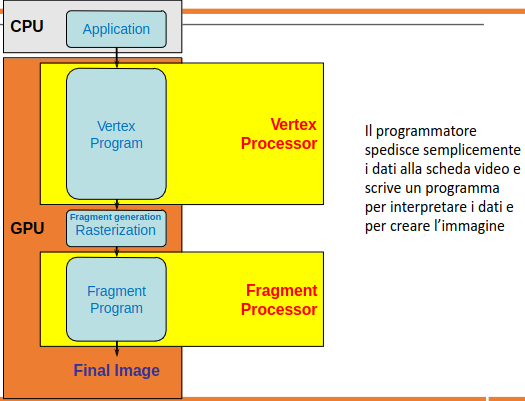 CPU
Application
Vertex
Program
Vertex
Processor
Il programmatore
spedisce semplicemente
i dati alla scheda video e
scrive un programma
per interpretare i dati e
per creare l’immagine
Fragment generation
Rasterization
GPU
Fragment
Program
Fragment
Processor
Final Image